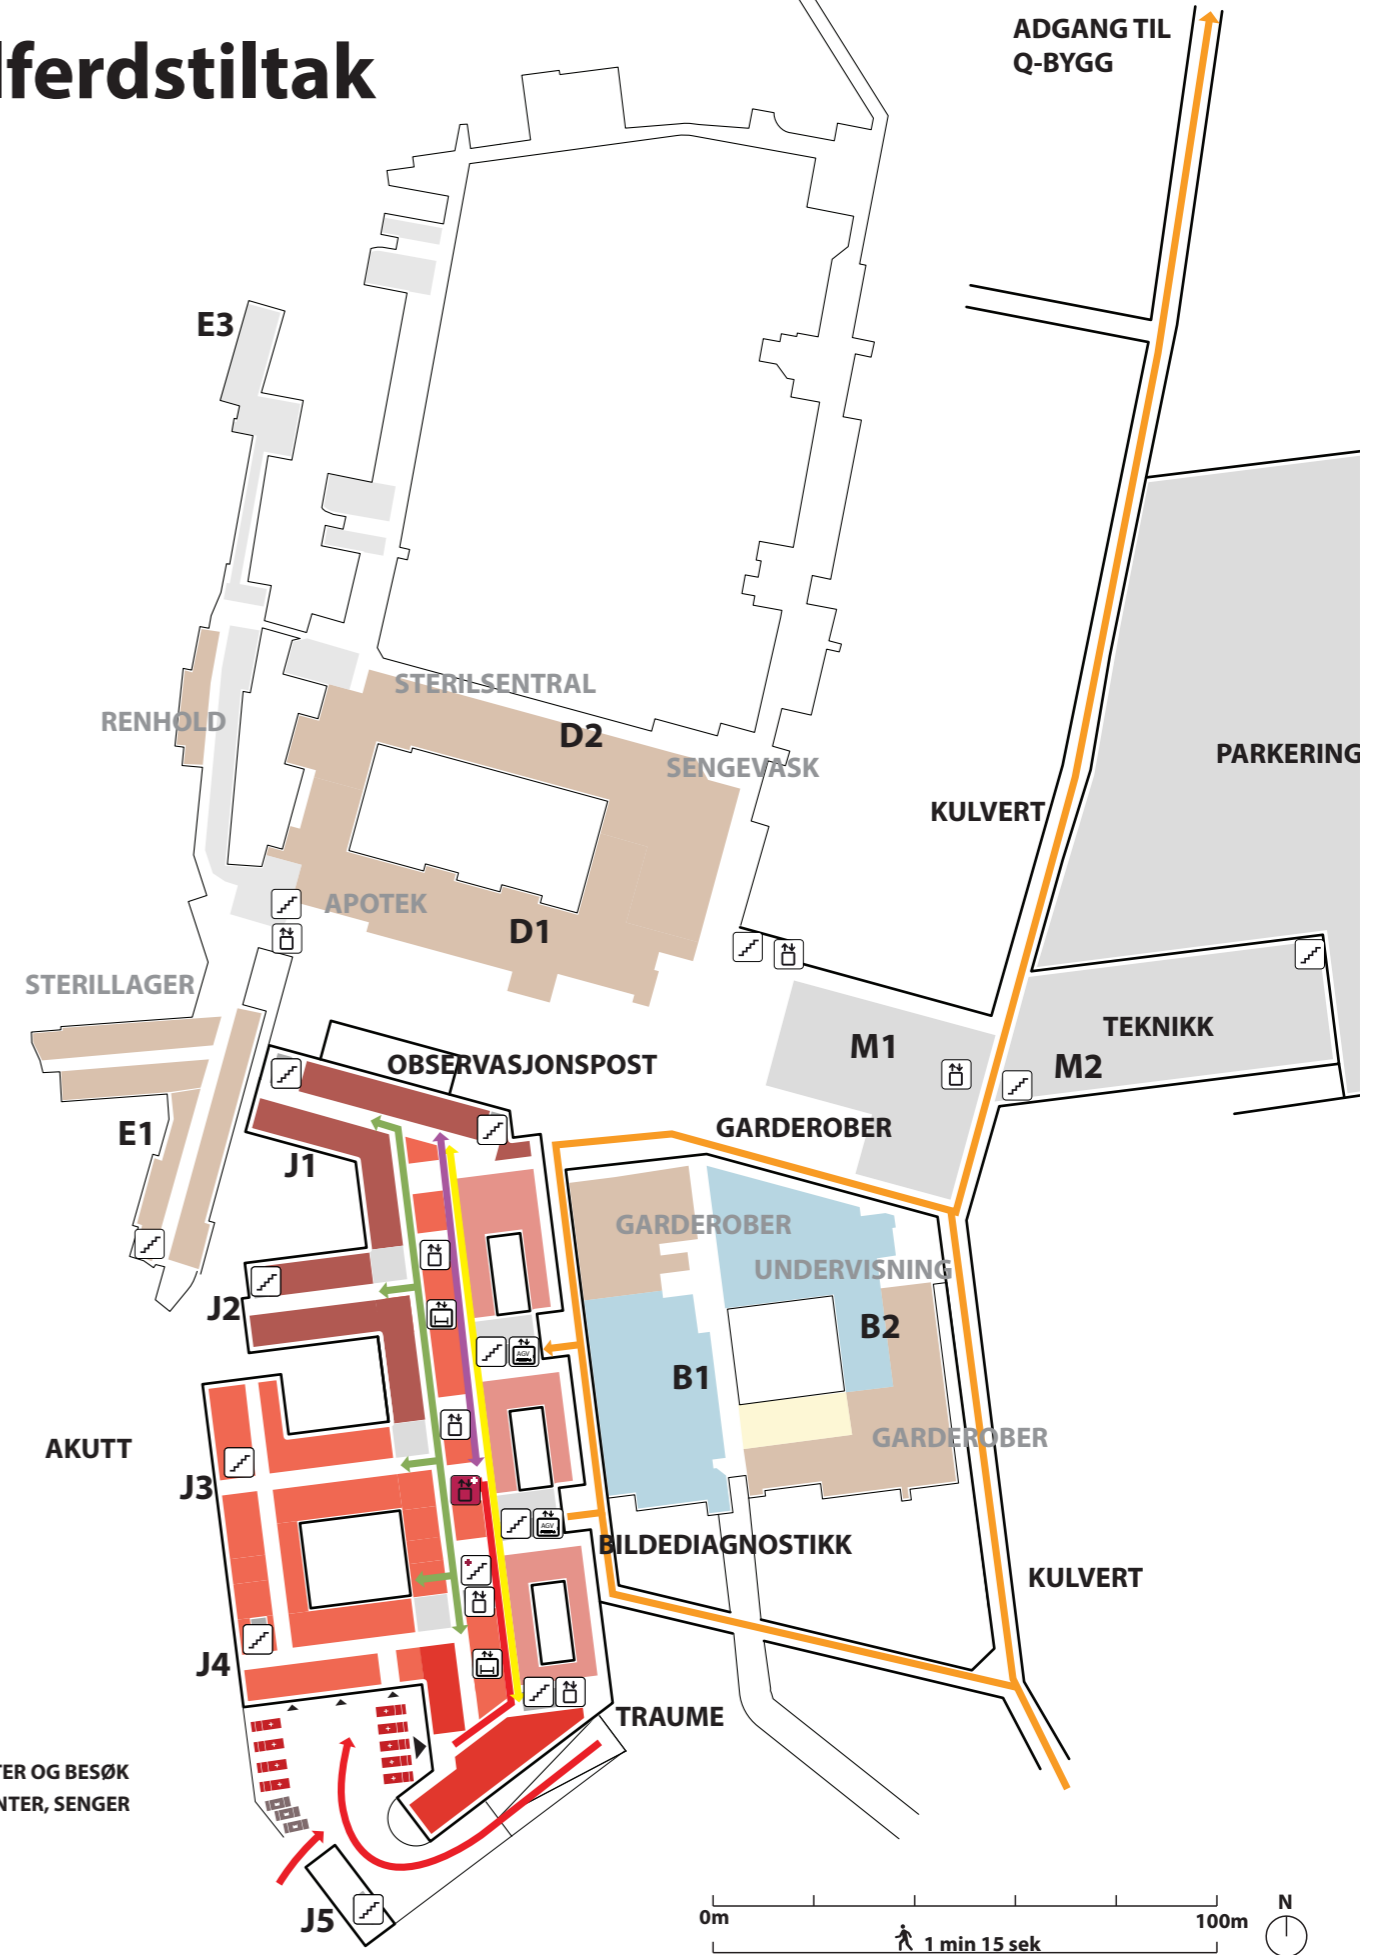 lferdstiltak
ADGANG TIL
Q-BYGG
E3
STERILSENTRAL
RENHOLD
D2
SENGEVASK
PARKERING
KULVERT
APOTEK
D1
STERILLAGER
TEKNIKK
M1
OBSERVASJONSPOST
M2
GARDEROBER
E1
J1
GARDEROBER
UNDERVISNING
J2
B2
AGV
B1
GARDEROBER
AKUTT
J3
AGV
BILDEDIAGNOSTIKK
KULVERT
J4
TRAUME
TER OG BESØK
NTER, SENGER
J5
0m
100m
N
1 min 15 sek